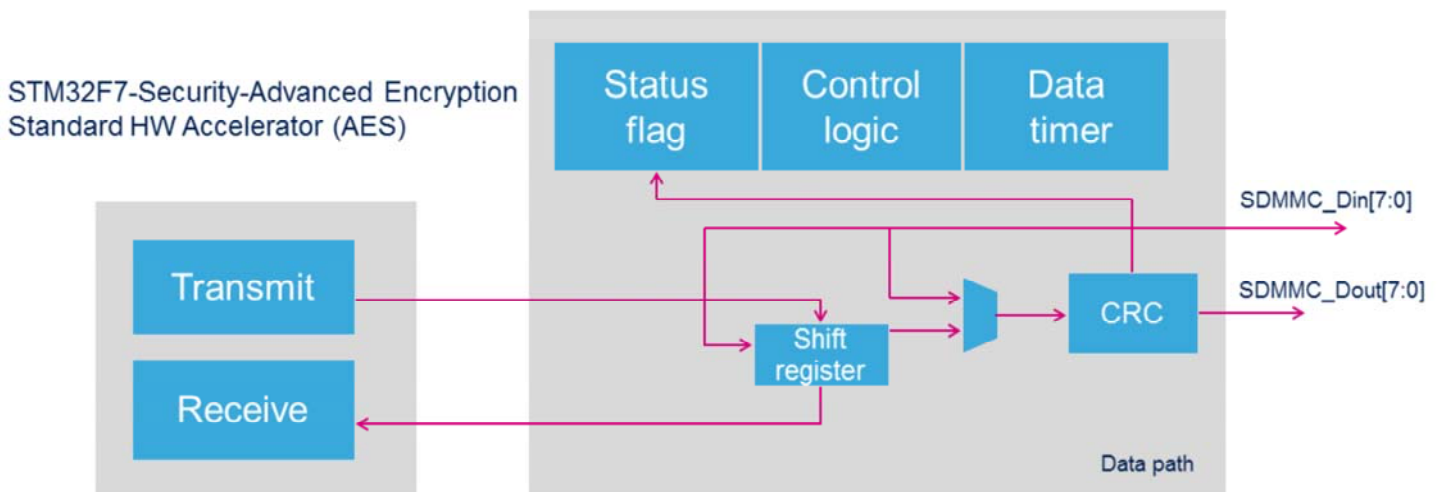 STM32F7-Security-Advanced Encryption
Standard HW Accelerator (AES)
Status
flag
Control
logic
Data
timer
SDMMC_Din[7:0]
Transmit
SDMMC_Dout[7:0]
CRC
Shift
register
Receive
Data path